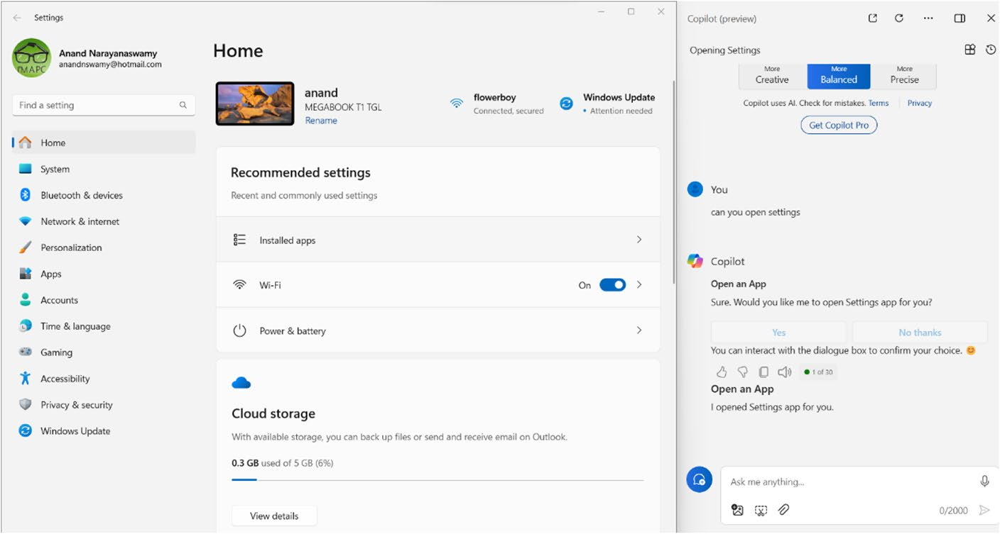 Settings
Anand Narayanaswamy
anandnswamy@hotmail.com
I'M A PC
Find a setting
Home
System
Bluetooth & devices
Network & internet
Personalization
Apps
Accounts
Time & language
Gaming
Accessibility
Privacy & security
Windows Update
Home
anand
MEGABOOK T1 TGL
Rename
flowerboy
Connected, secured
Windows Update
• Attention needed
Recommended settings
Recent and commonly used settings
Installed apps
Wi-Fi
On
Power & battery
Cloud storage
With available storage, you can back up files or send and receive email on Outlook.
0.3 GB used of 5 GB (6%)
View details
Copilot (preview)
Opening Settings
More Creative
More Balanced
More Precise
Copilot uses AI. Check for mistakes. Terms Privacy
Get Copilot Pro
You
can you open settings
Copilot
Open an App
Sure. Would you like me to open Settings app for you?
Yes
No thanks
You can interact with the dialogue box to confirm your choice. 😊
1 of 30
Open an App
I opened Settings app for you.
Ask me anything...
0/2000